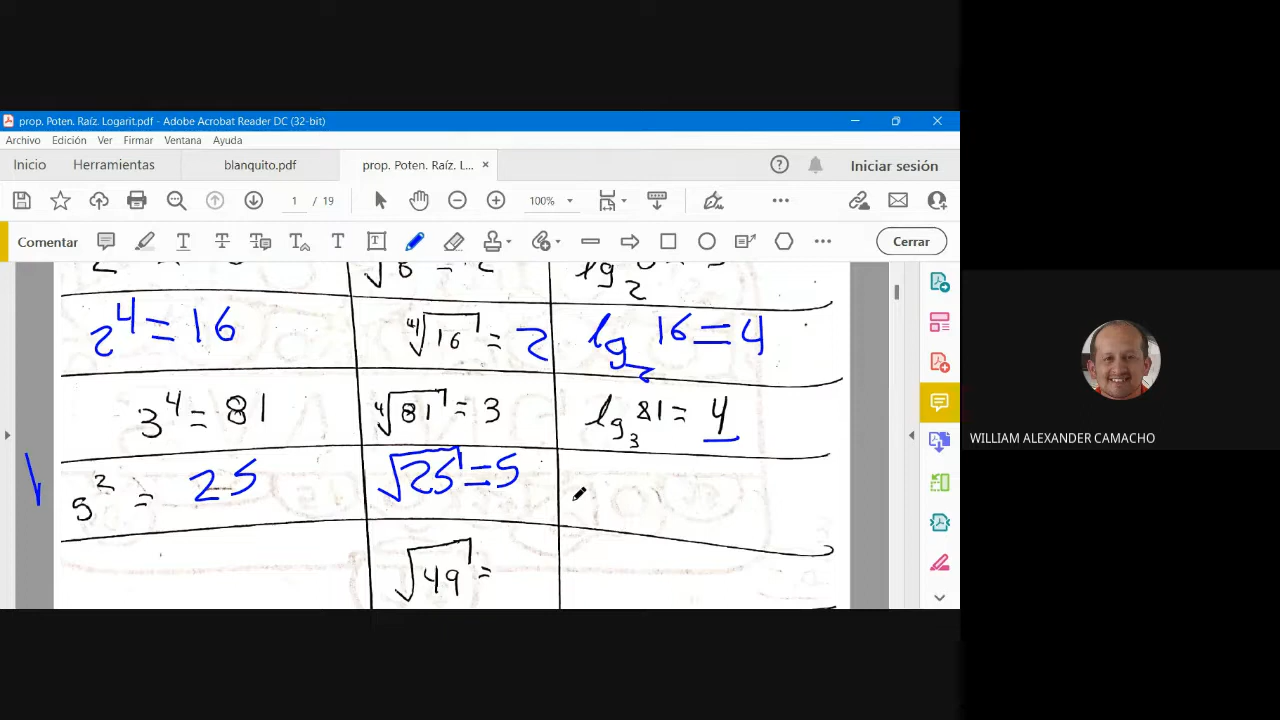 prop. Poten. Raíz. Logarit.pdf - Adobe Acrobat Reader DC (32-bit)
Archivo Edición Ver Firmar Ventana Ayuda
Inicio Herramientas blanquito.pdf prop. Poten. Raíz. L... × Iniciar sesión
1 / 19 100%
Comentar Cerrar
2⁴ = 16 ∜16 = 2 lg₂ 16 = 4
3⁴ = 81 ∜81 = 3 lg₃ 81 = 4
5² = 25 √25 = 5
√49 =
WILLIAM ALEXANDER CAMACHO